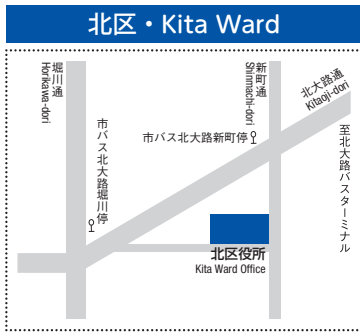 北区・Kita Ward
堀川通
Horikawa-dori
新町通
Shinmachi-dori
北大路通
Kitaoji-dori
市バス北大路堀川停
市バス北大路新町停
至北大路バスターミナル
北区役所
Kita Ward Office